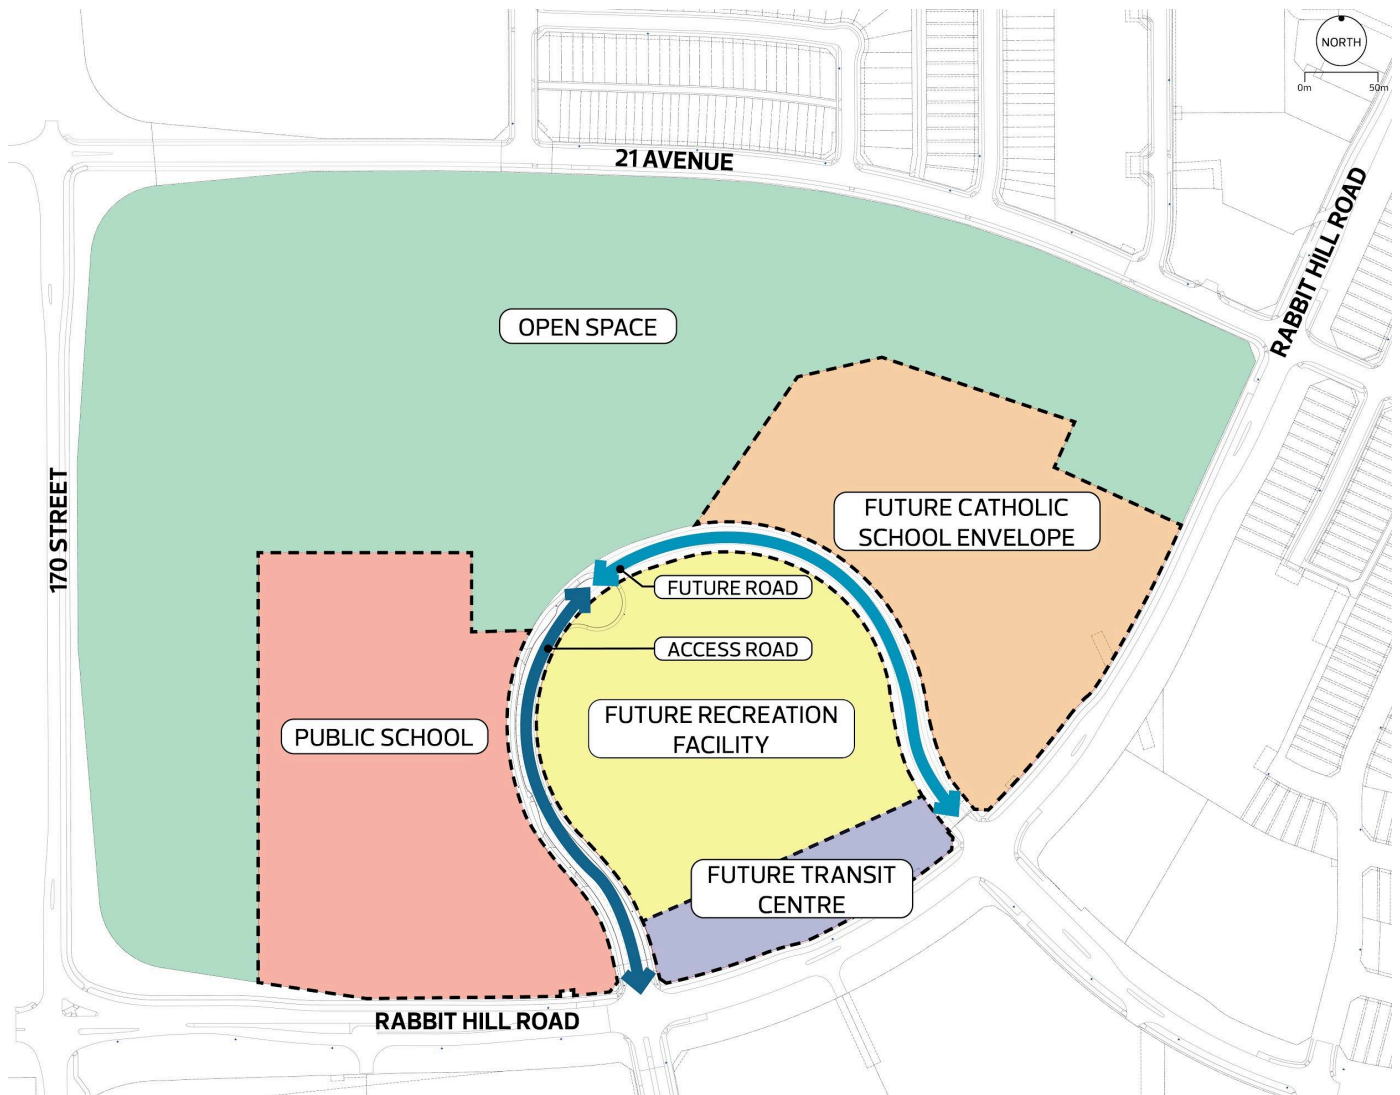 NORTH
0m 50m
21 AVENUE
RABBIT HILL ROAD
OPEN SPACE
170 STREET
FUTURE CATHOLIC
SCHOOL ENVELOPE
FUTURE ROAD
ACCESS ROAD
FUTURE RECREATION
FACILITY
PUBLIC SCHOOL
FUTURE TRANSIT
CENTRE
RABBIT HILL ROAD